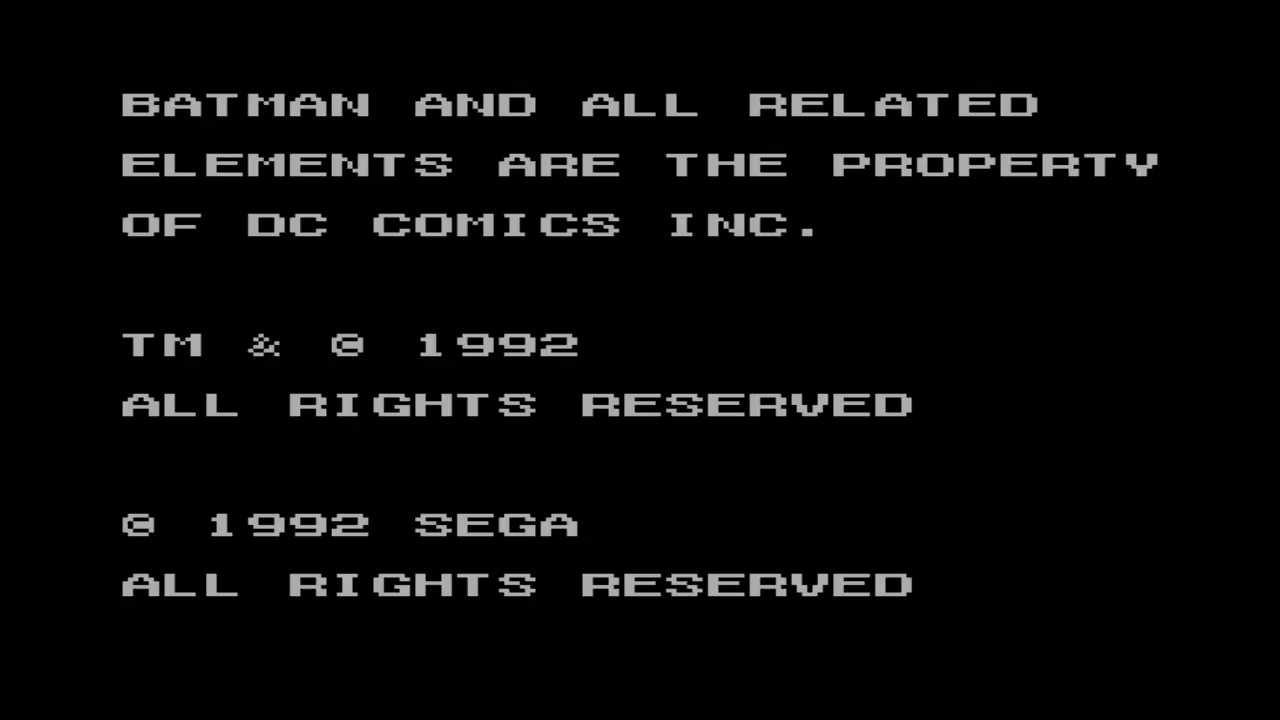 BATMAN AND ALL RELATED
ELEMENTS ARE THE PROPERTY
OF DC COMICS INC.
TM & © 1992
ALL RIGHTS RESERVED
© 1992 SEGA
ALL RIGHTS RESERVED